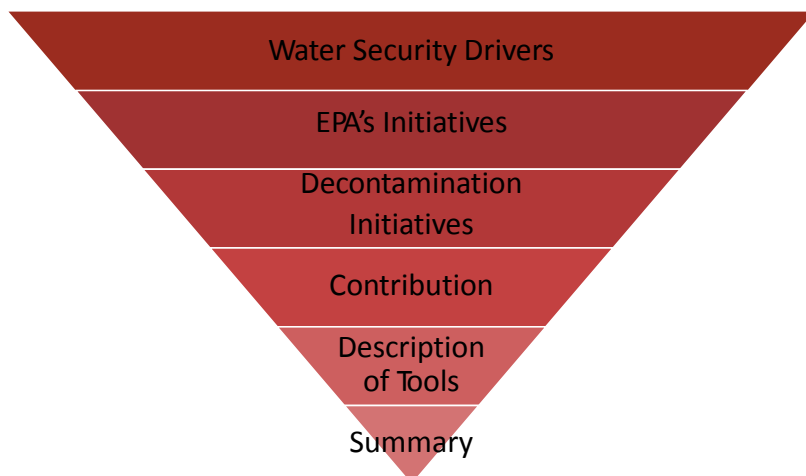 Water Security Drivers
EPA’s Initiatives
Decontamination
Initiatives
Contribution
Description
of Tools
Summary